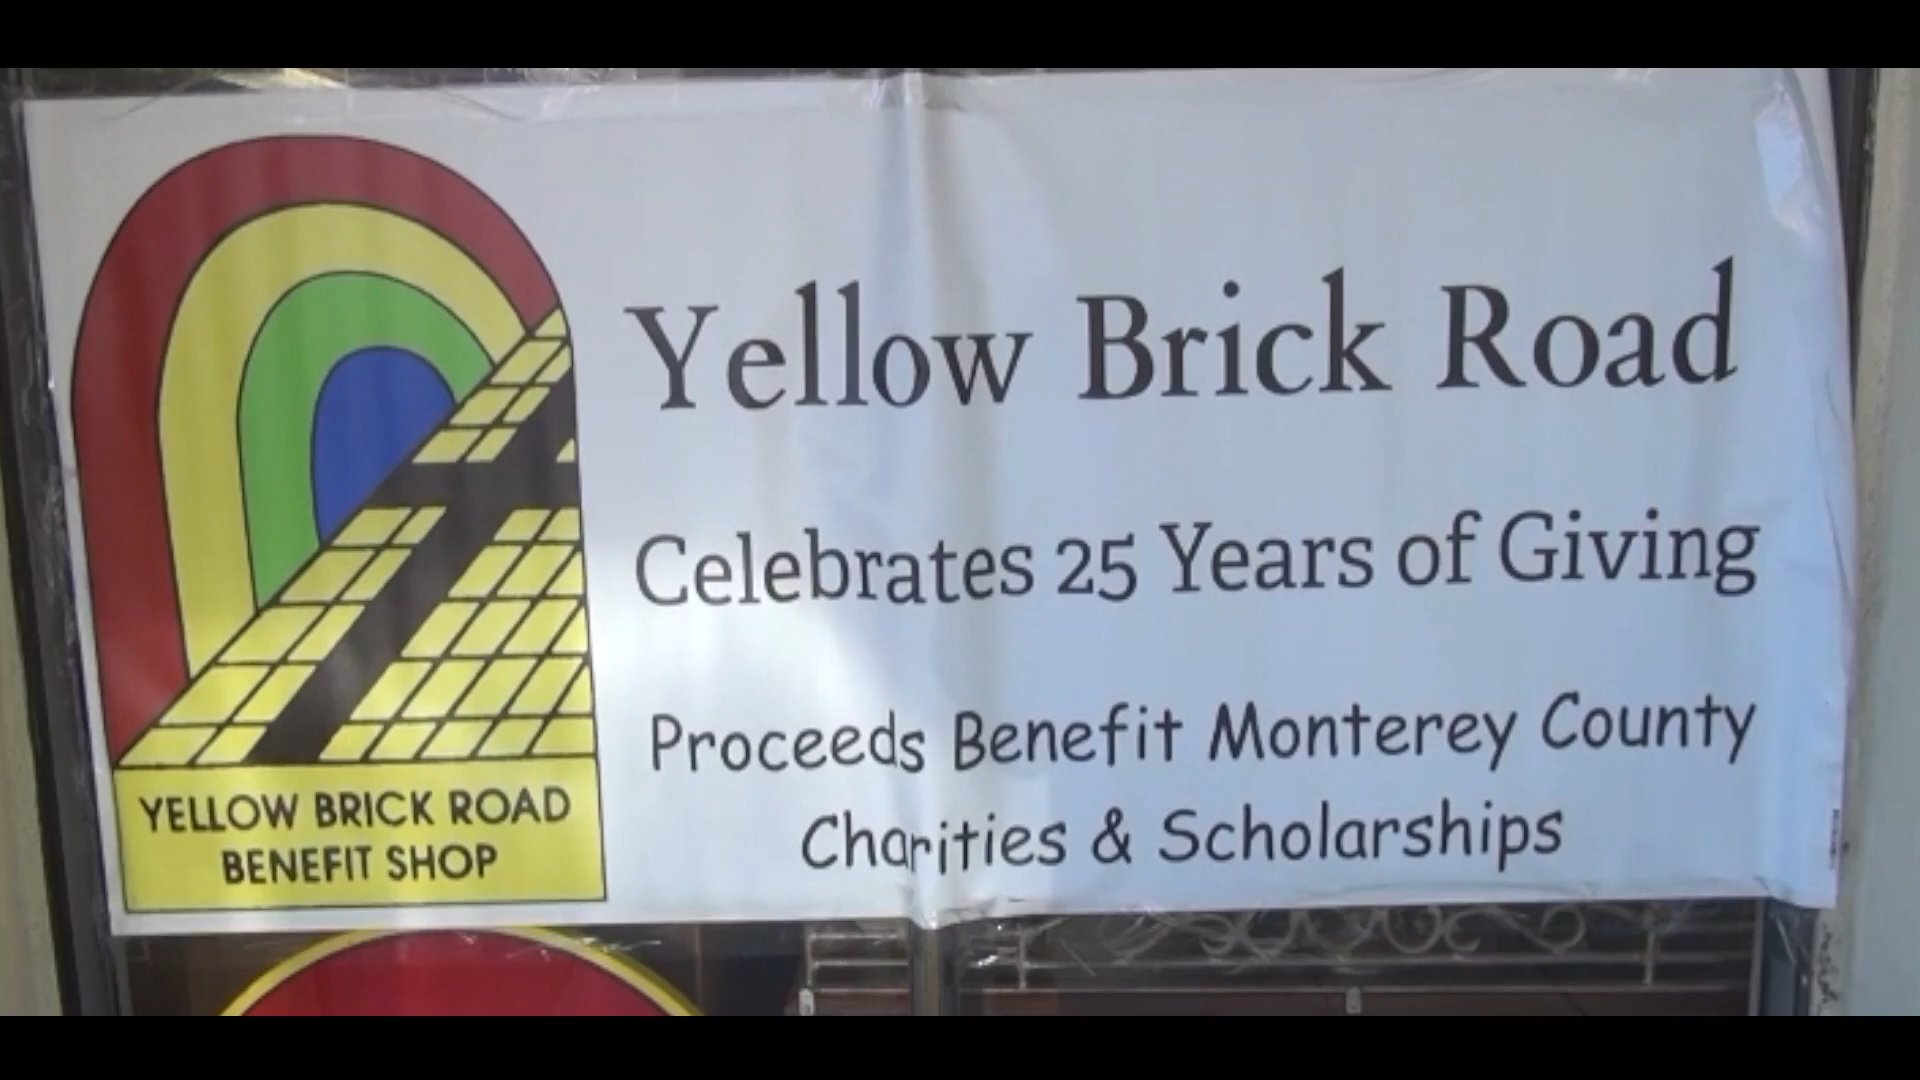 Yellow Brick Road
Celebrates 25 Years of Giving
Proceeds Benefit Monterey County
Charities & Scholarships
YELLOW BRICK ROAD
BENEFIT SHOP